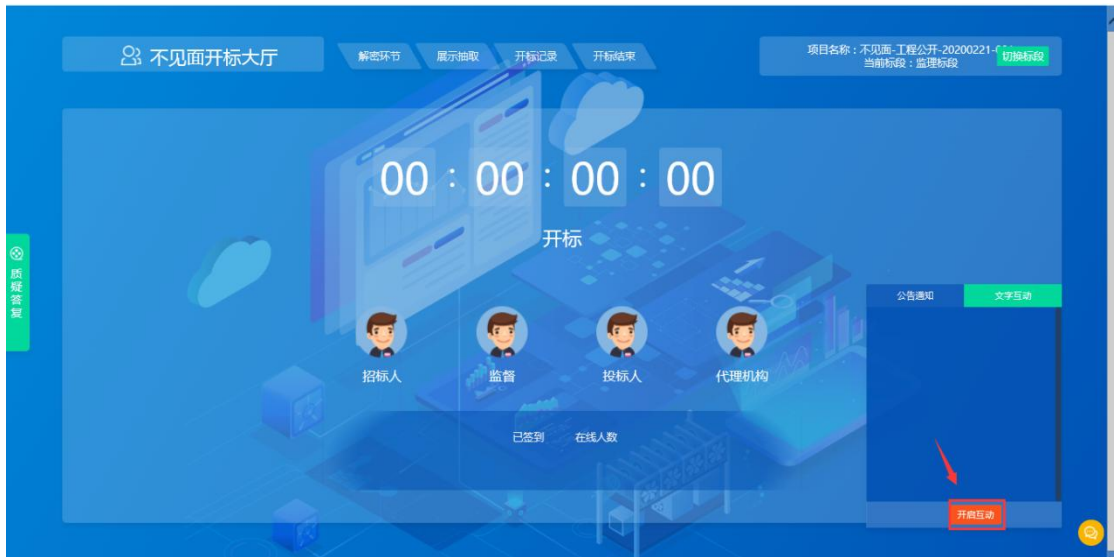 不见面开标大厅
解密环节 展示抽取 开标记录 开标结束
项目名称：不见面-工程公开-20200221-
切换标段
当前标段：监理标段
00 : 00 : 00 : 00
开标
质疑答复
公告通知 文字互动
招标人 监督 投标人 代理机构
已签到 在线人数
开启互动